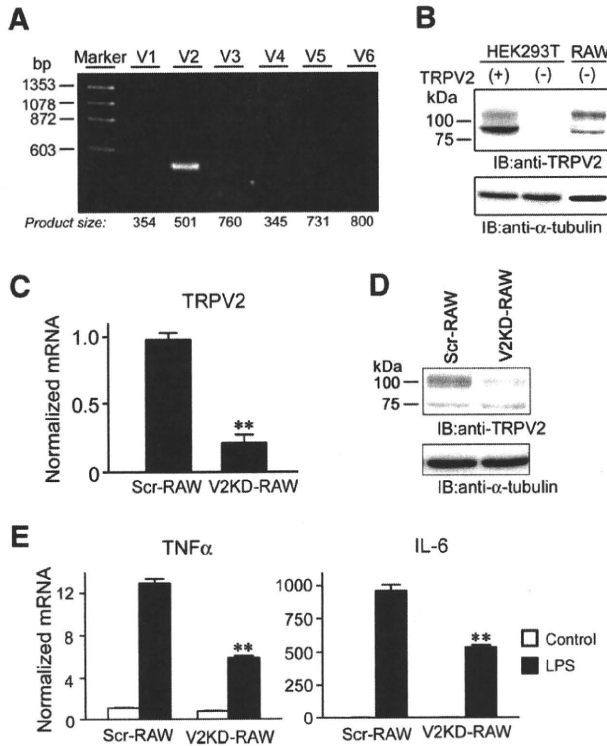 A
bp
Marker V1 V2 V3 V4 V5 V6
1353
1078
872
603
Product size: 354 501 760 345 731 800
B
HEK293T RAW
TRPV2 (+) (-) (-)
kDa
100
75
IB:anti-TRPV2
IB:anti-α-tubulin
C
TRPV2
Normalized mRNA
1.0
0.5
0
**
Scr-RAW V2KD-RAW
D
Scr-RAW V2KD-RAW
kDa
100
75
IB:anti-TRPV2
IB:anti-α-tubulin
E
TNFα
Normalized mRNA
12
8
4
0
**
Scr-RAW V2KD-RAW
IL-6
1000
750
500
250
0
**
Scr-RAW V2KD-RAW
Control
LPS